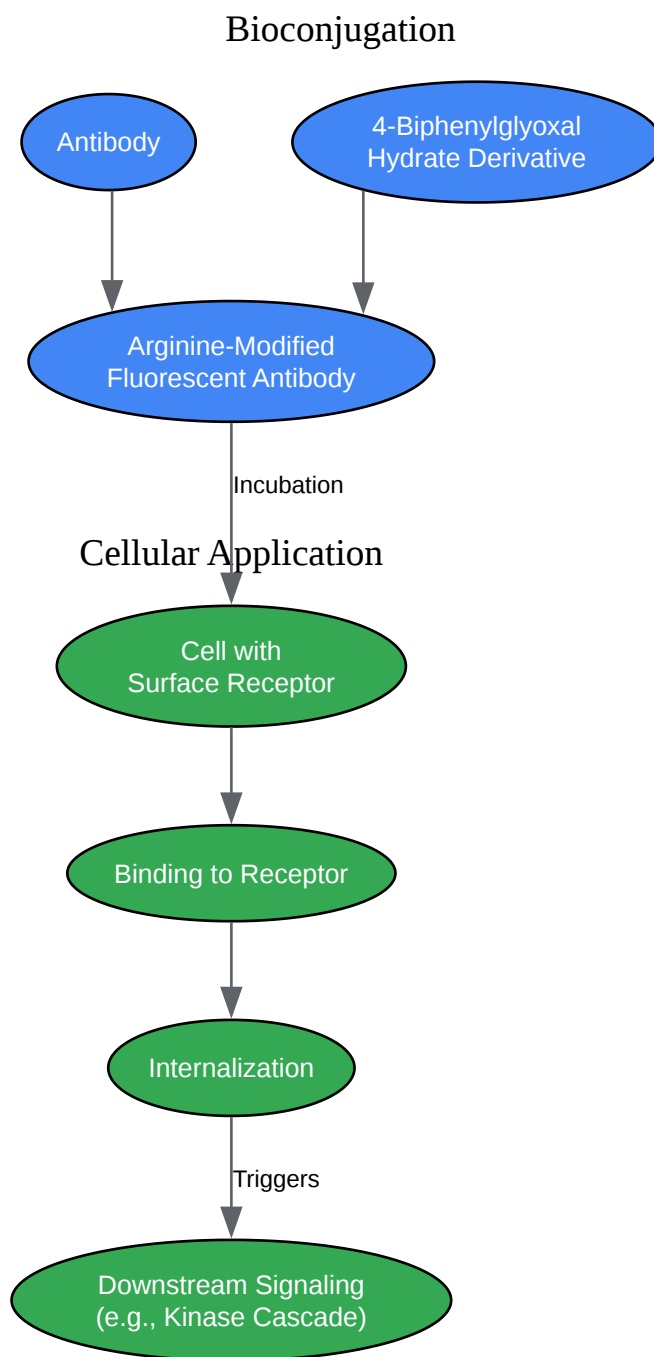 Bioconjugation
Antibody
4-Biphenylglyoxal
Hydrate Derivative
Arginine-Modified
Fluorescent Antibody
Incubation
Cellular Application
Cell with
Surface Receptor
Binding to Receptor
Internalization
Triggers
Downstream Signaling
(e.g., Kinase Cascade)